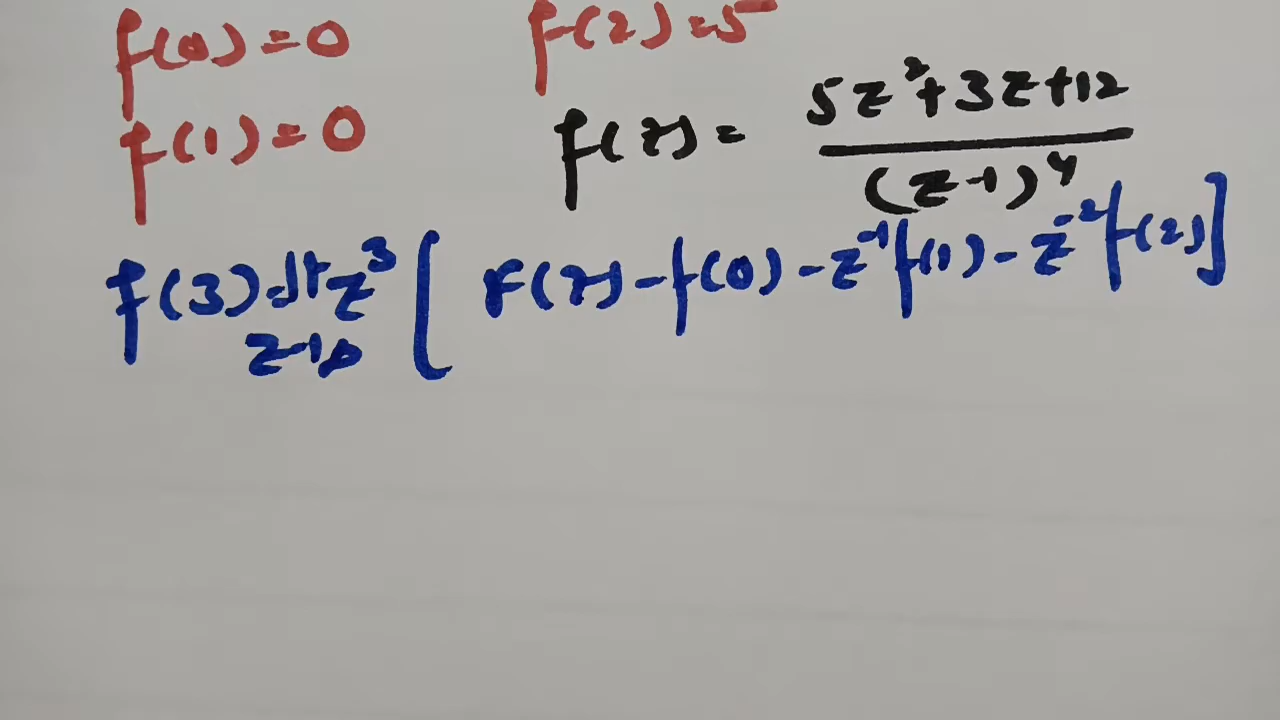 f(0) = 0
f(2) = 5
f(1) = 0
f(z) = (5z²+3z+12)/(z-1)⁴
f(3) = lt z→∞ z³ [ F(z) - f(0) - z⁻¹f(1) - z⁻²f(2) ]